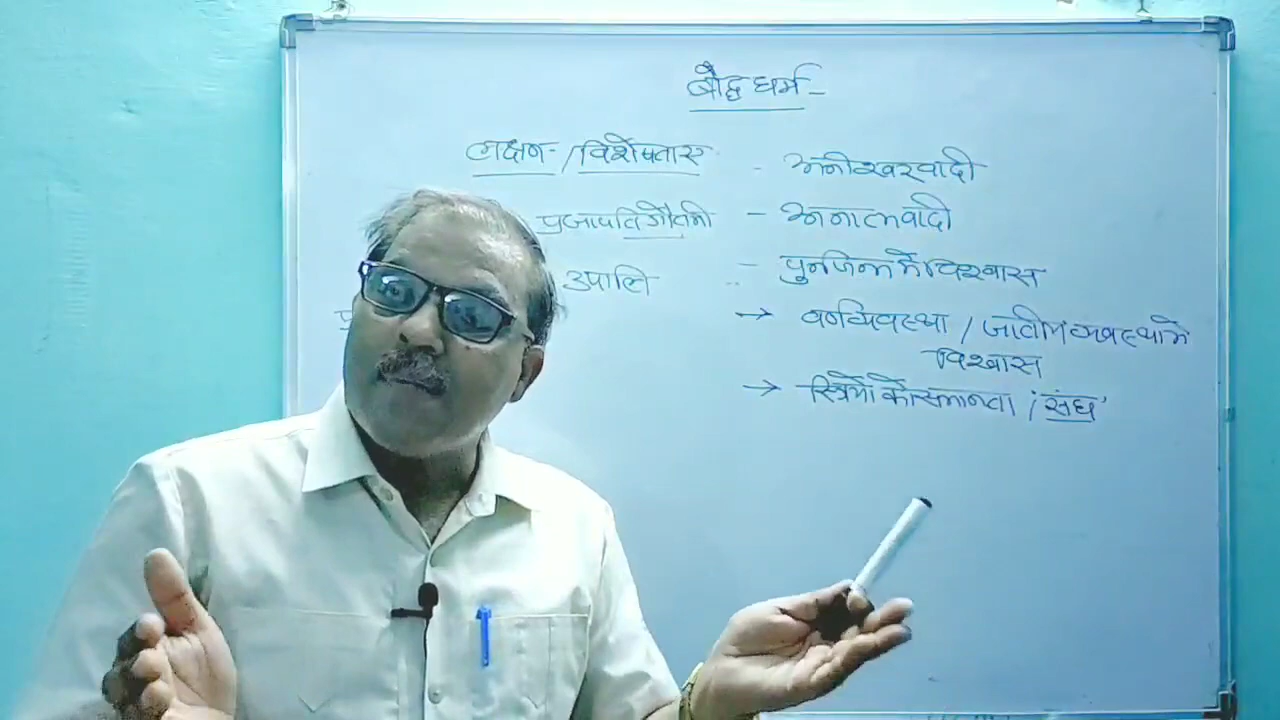 बौद्ध धर्म -
लक्षण / विशेषताएं - अनीश्वरवादी
प्रजापति गौतमी - अनात्मवादी
उपालि - पुनर्जन्म में विश्वास
→ वर्णव्यवस्था / जातीय व्यवस्था में
विश्वास
→ स्त्रियों को समानता ; संघ'